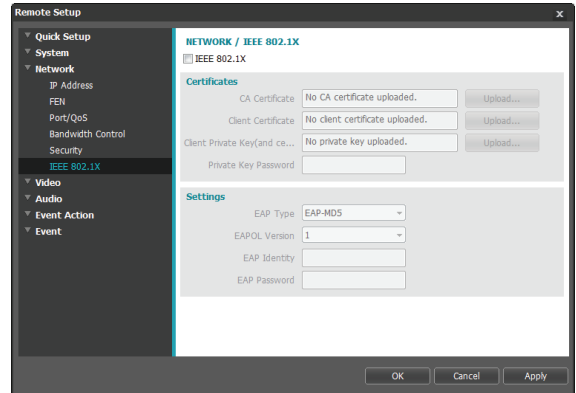 Remote Setup
x
Quick Setup
System
Network
IP Address
FEN
Port/QoS
Bandwidth Control
Security
IEEE 802.1X
Video
Audio
Event Action
Event
NETWORK / IEEE 802.1X
IEEE 802.1X
Certificates
CA Certificate No CA certificate uploaded. Upload...
Client Certificate No client certificate uploaded. Upload...
Client Private Key(and ce... No private key uploaded. Upload...
Private Key Password
Settings
EAP Type EAP-MD5
EAPOL Version 1
EAP Identity
EAP Password
OK Cancel Apply